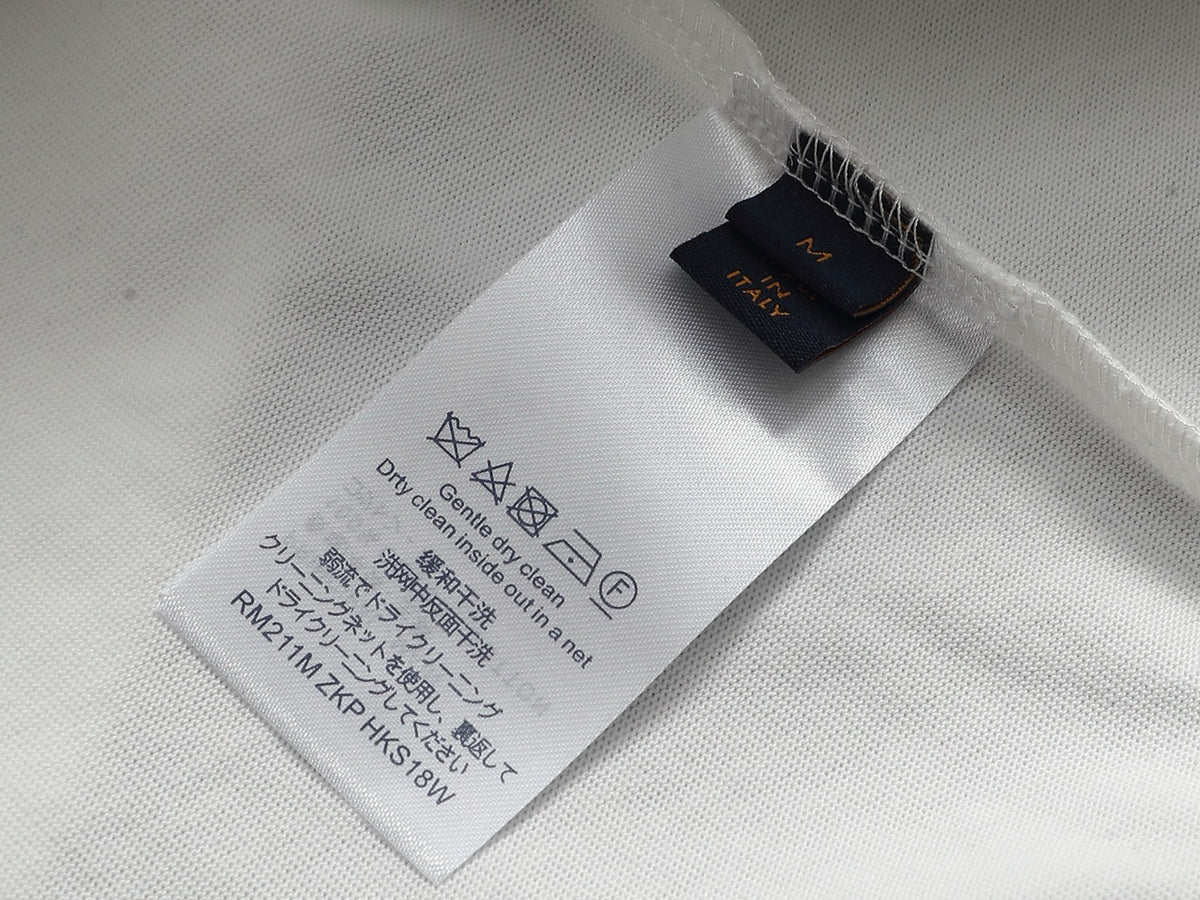 M
IN
ITALY
F
Gentle dry clean
Drty clean inside out in a net
缓和干洗
洗网中反面干洗
弱流でドライクリーニング
クリーニングネットを使用し、裏返して
ドライクリーニングしてください
RM211M ZKP HKS18W